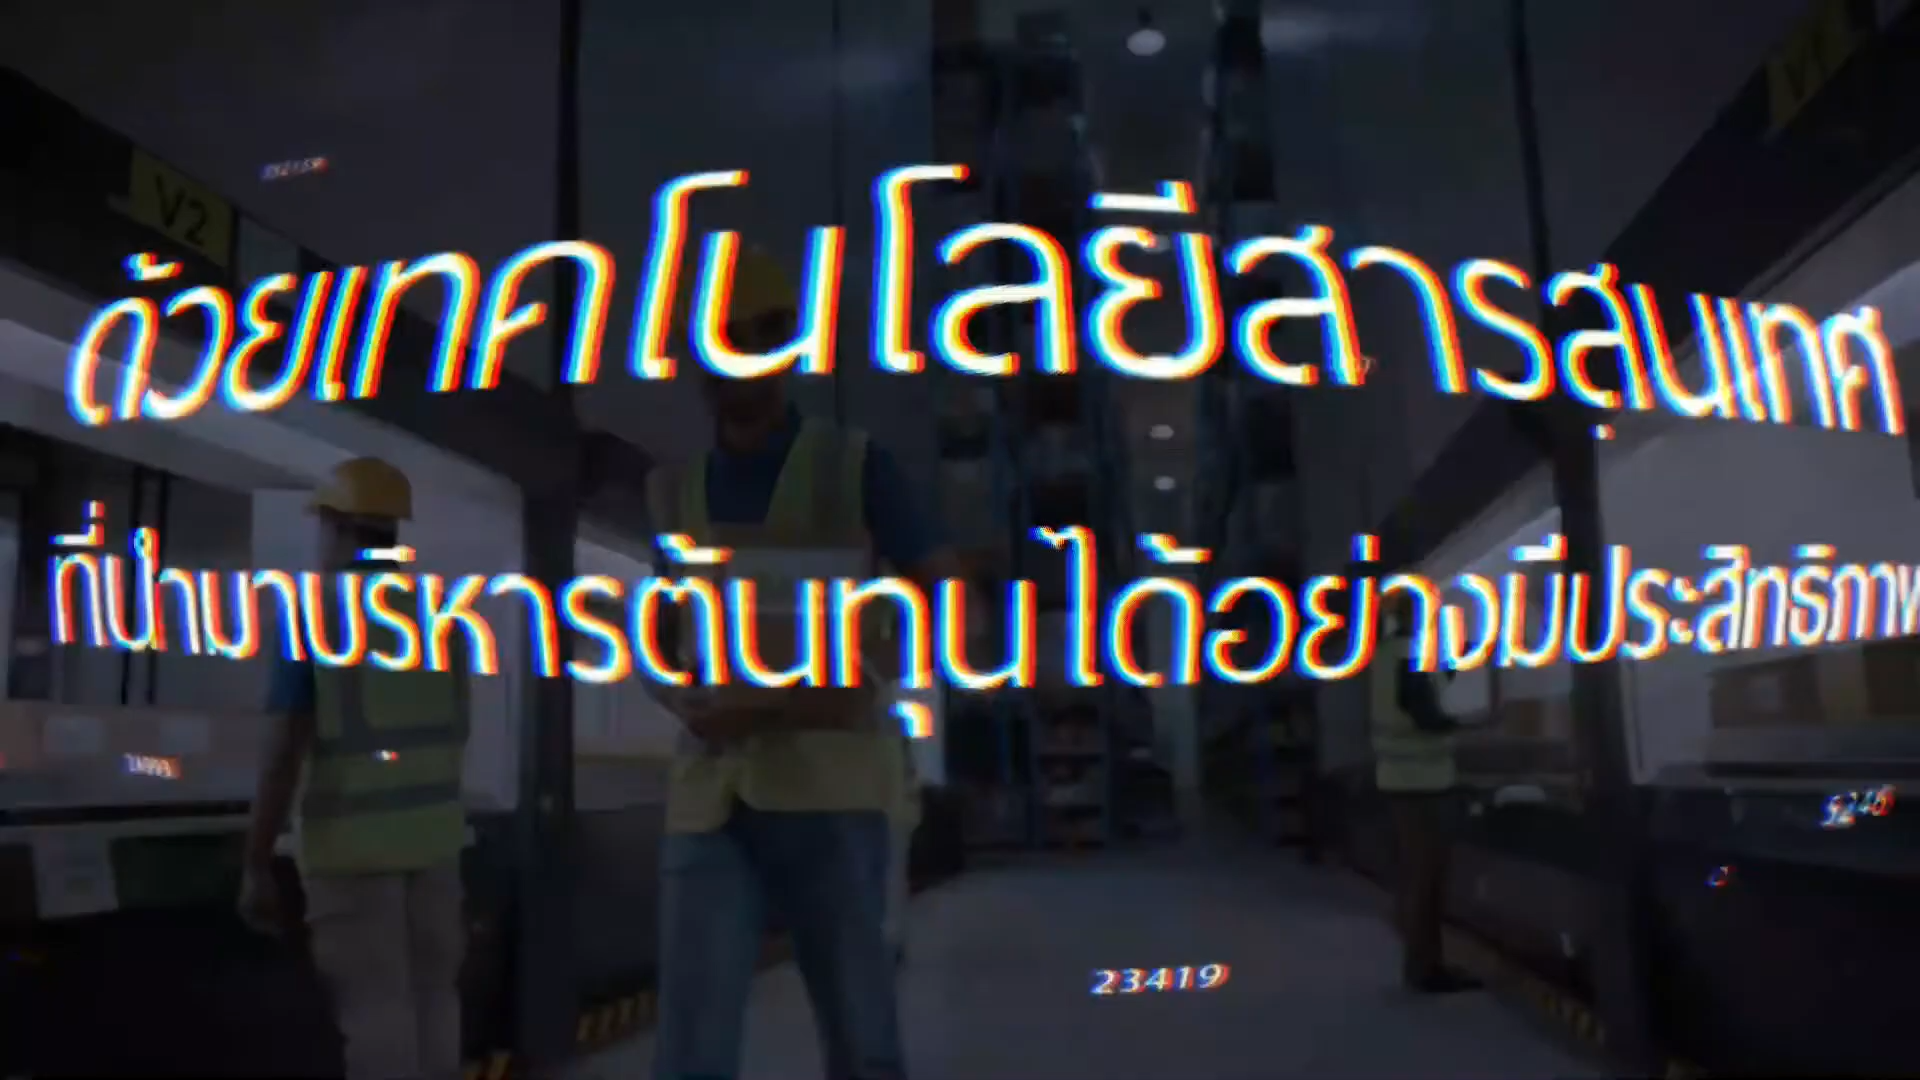 V2
ด้วยเทคโนโลยีสารสนเทศ
ที่นำมาบริหารต้นทุนได้อย่างมีประสิทธิภาพ
5246
23419